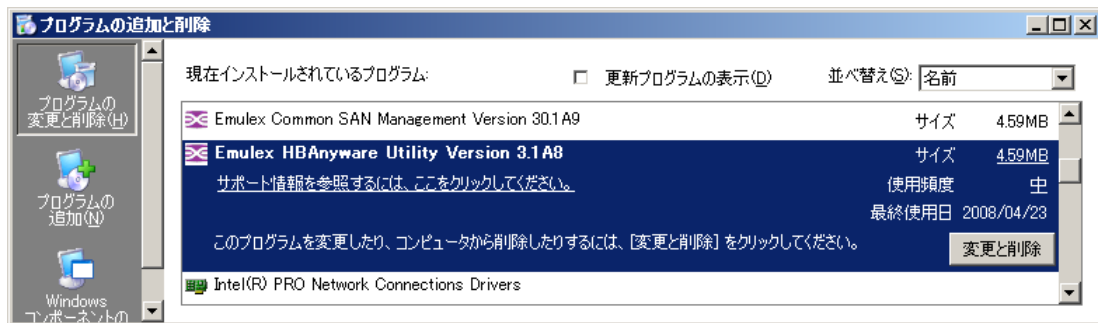 プログラムの追加と削除
プログラムの
変更と削除(H)
プログラムの
追加(N)
Windows
コンポーネントの
現在インストールされているプログラム:
更新プログラムの表示(D)
並べ替え(S): 名前
Emulex Common SAN Management Version 30.1A9 サイズ 4.59MB
Emulex HBAnyware Utility Version 3.1A8 サイズ 4.59MB
サポート情報を参照するには、ここをクリックしてください。 使用頻度 中
最終使用日 2008/04/23
このプログラムを変更したり、コンピュータから削除したりするには、[変更と削除] をクリックしてください。 変更と削除
Intel(R) PRO Network Connections Drivers